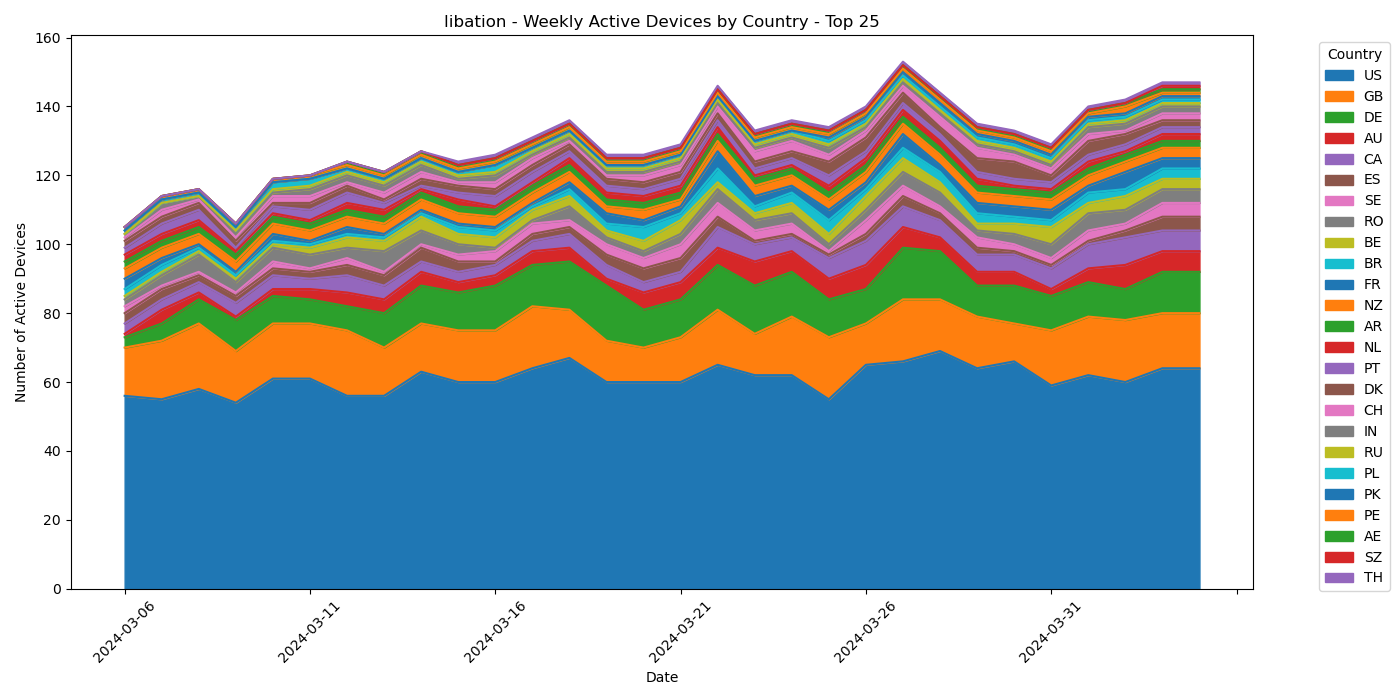 libation - Weekly Active Devices by Country - Top 25
Number of Active Devices
160
140
120
100
80
60
40
20
0
2024-03-06
2024-03-11
2024-03-16
2024-03-21
2024-03-26
2024-03-31
Date
Country
US
GB
DE
AU
CA
ES
SE
RO
BE
BR
FR
NZ
AR
NL
PT
DK
CH
IN
RU
PL
PK
PE
AE
SZ
TH